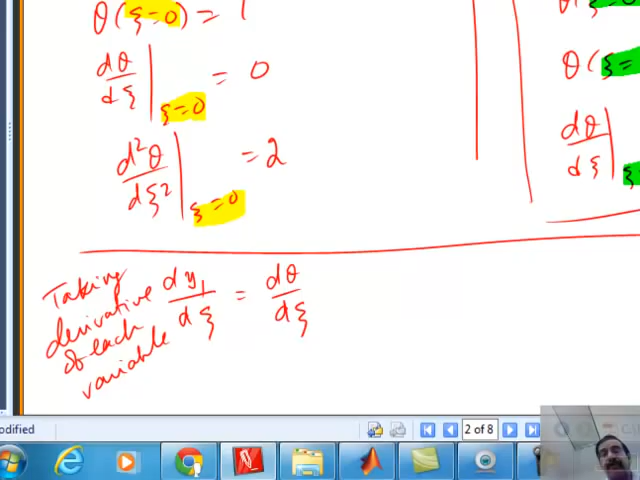 θ(ξ=0) = 1
dθ/dξ |ξ=0 = 0
d²θ/dξ² |ξ=0 = 2
θ(ξ=
dθ/dξ |ξ=
Taking derivative of each variable
dy₁/dξ = dθ/dξ
odified
2 of 8